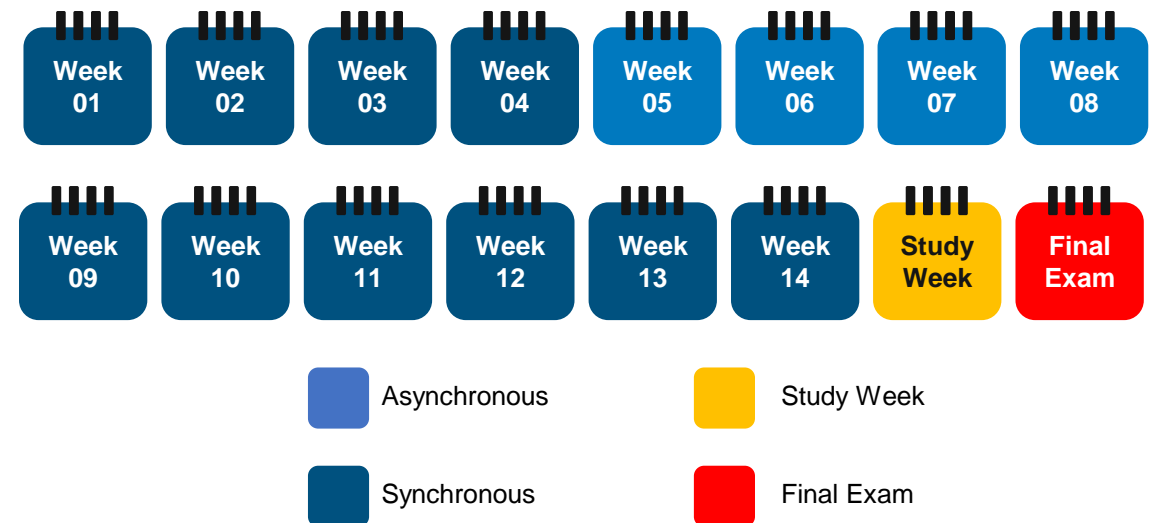 Week Week Week Week Week Week Week Week
01 02 03 04 05 06 07 08
Week Week Week Week Week Week Study Final
09 10 11 12 13 14 Week Exam
Asynchronous Study Week
Synchronous Final Exam